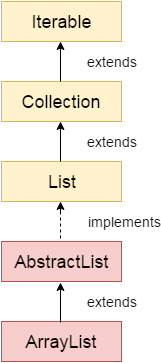 Iterable
extends
Collection
extends
List
implements
AbstractList
extends
ArrayList